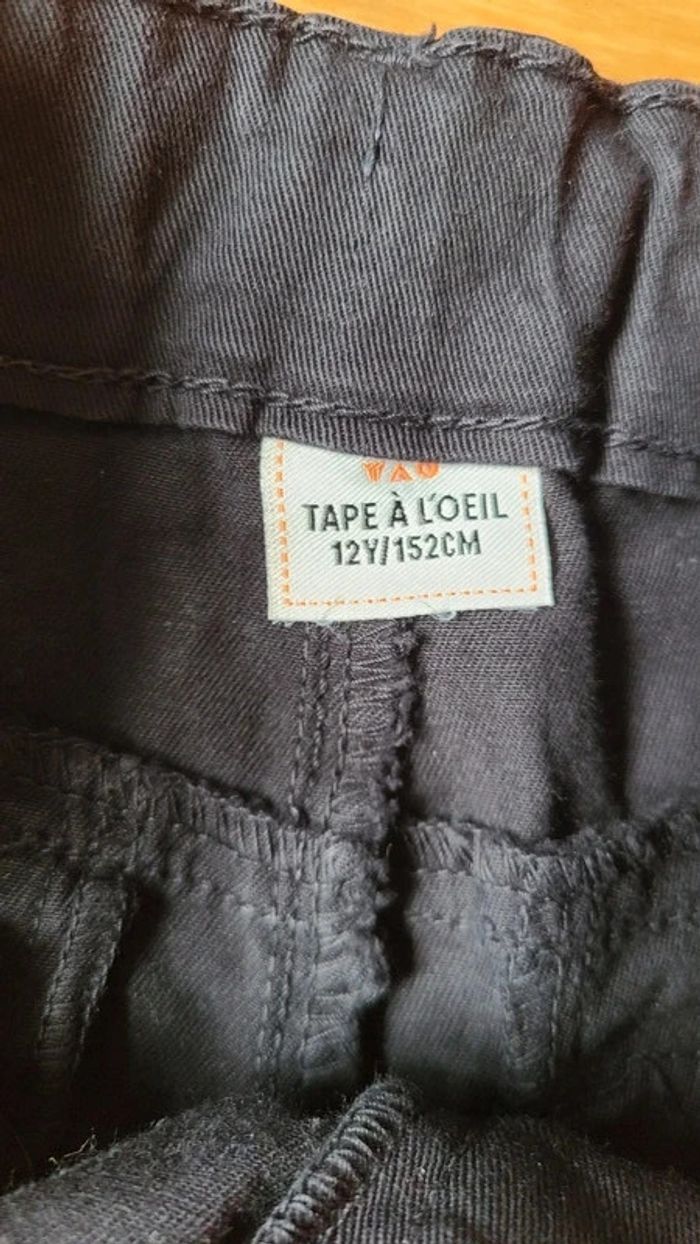 TAPE À L'OEIL
12Y/152CM